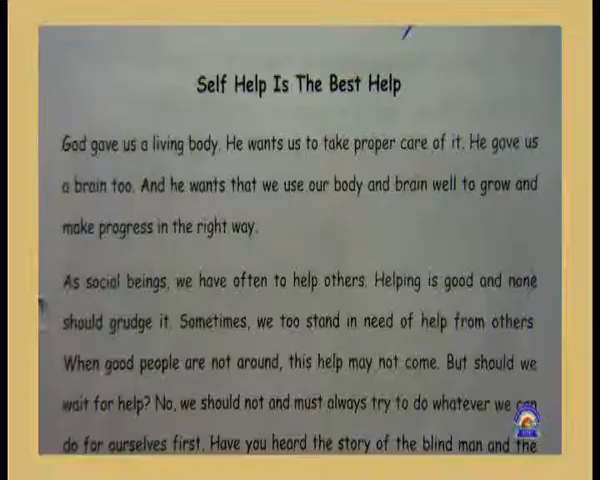 Self Help Is The Best Help
God gave us a living body. He wants us to take proper care of it. He gave us
a brain too. And he wants that we use our body and brain well to grow and
make progress in the right way.
As social beings, we have often to help others. Helping is good and none
should grudge it. Sometimes, we too stand in need of help from others
When good people are not around, this help may not come. But should we
wait for help? No, we should not and must always try to do whatever we can
do for ourselves first. Have you heard the story of the blind man and the